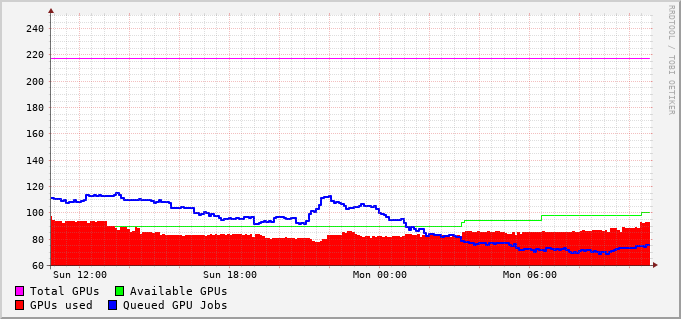 240
220
200
180
160
140
120
100
80
60
Sun 12:00 Sun 18:00 Mon 00:00 Mon 06:00
Total GPUs Available GPUs
GPUs used Queued GPU Jobs
RRDTOOL / TOBI OETIKER